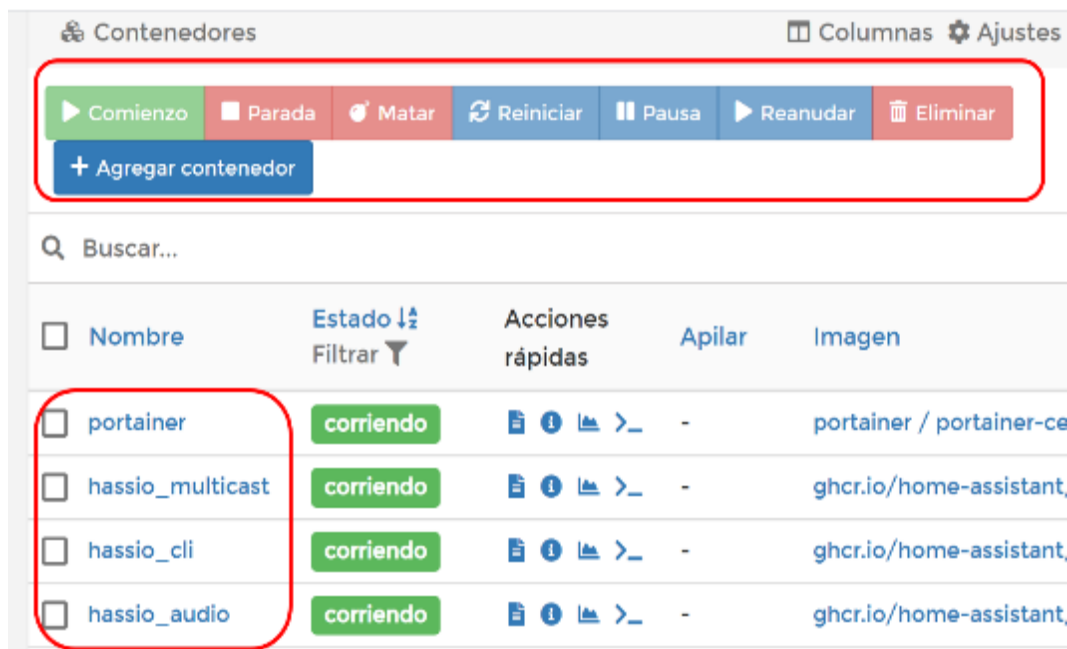 Contenedores Columnas Ajustes
Comienzo Parada Matar Reiniciar Pausa Reanudar Eliminar
+ Agregar contenedor
Buscar...
Nombre Estado Filtrar Acciones rápidas Apilar Imagen
portainer corriendo - portainer / portainer-ce
hassio_multicast corriendo - ghcr.io/home-assistant,
hassio_cli corriendo - ghcr.io/home-assistant,
hassio_audio corriendo - ghcr.io/home-assistant,